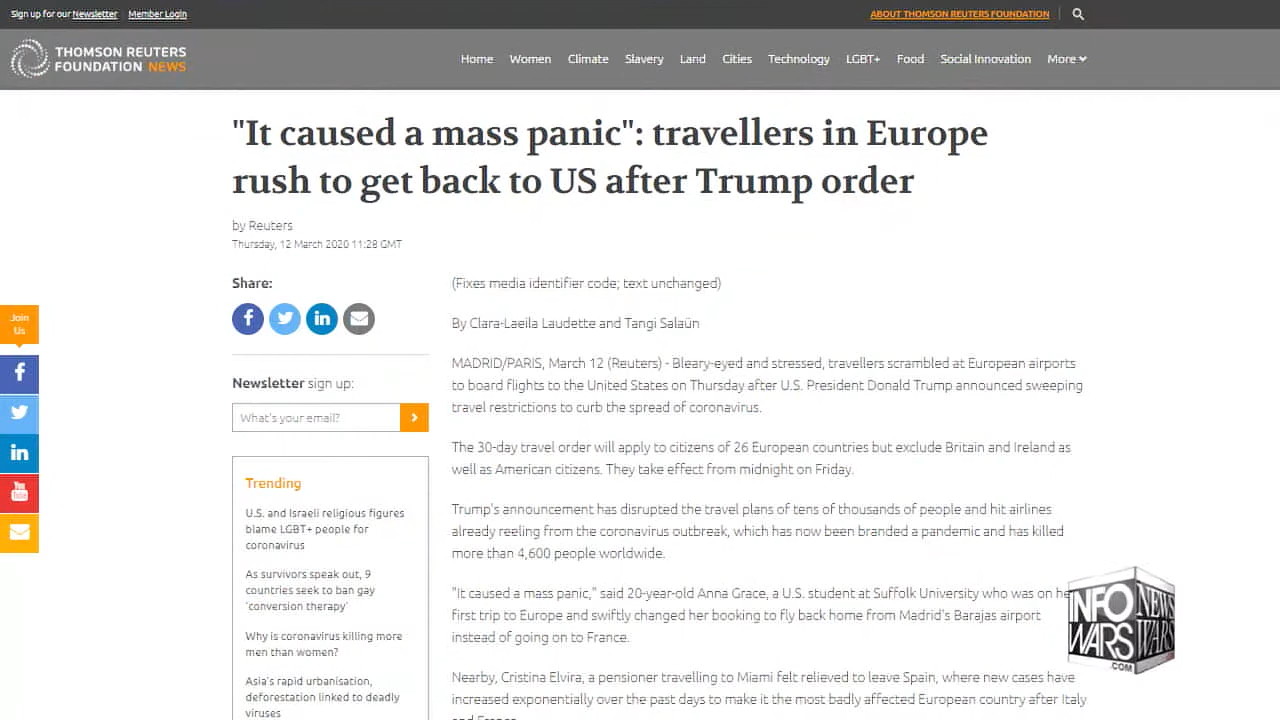 Sign up for our Newsletter Member Login
ABOUT THOMSON REUTERS FOUNDATION
THOMSON REUTERS
FOUNDATION NEWS
Home Women Climate Slavery Land Cities Technology LGBT+ Food Social Innovation More
"It caused a mass panic": travellers in Europe
rush to get back to US after Trump order
by Reuters
Thursday, 12 March 2020 11:28 GMT
Share:
Join
Us
Newsletter sign up:
What's your email?
Trending
U.S. and Israeli religious figures
blame LGBT+ people for
coronavirus
As survivors speak out, 9
countries seek to ban gay
'conversion therapy'
Why is coronavirus killing more
men than women?
Asia's rapid urbanisation,
deforestation linked to deadly
viruses
(Fixes media identifier code; text unchanged)
By Clara-Laeila Laudette and Tangi Salaün
MADRID/PARIS, March 12 (Reuters) - Bleary-eyed and stressed, travellers scrambled at European airports
to board flights to the United States on Thursday after U.S. President Donald Trump announced sweeping
travel restrictions to curb the spread of coronavirus.
The 30-day travel order will apply to citizens of 26 European countries but exclude Britain and Ireland as
well as American citizens. They take effect from midnight on Friday.
Trump's announcement has disrupted the travel plans of tens of thousands of people and hit airlines
already reeling from the coronavirus outbreak, which has now been branded a pandemic and has killed
more than 4,600 people worldwide.
"It caused a mass panic," said 20-year-old Anna Grace, a U.S. student at Suffolk University who was on
first trip to Europe and swiftly changed her booking to fly back home from Madrid's Barajas airport
instead of going on to France.
Nearby, Cristina Elvira, a pensioner travelling to Miami felt relieved to leave Spain, where new cases have
increased exponentially over the past days to make it the most badly affected European country after Italy
INFO
WARS
.COM
NEWS
WARS